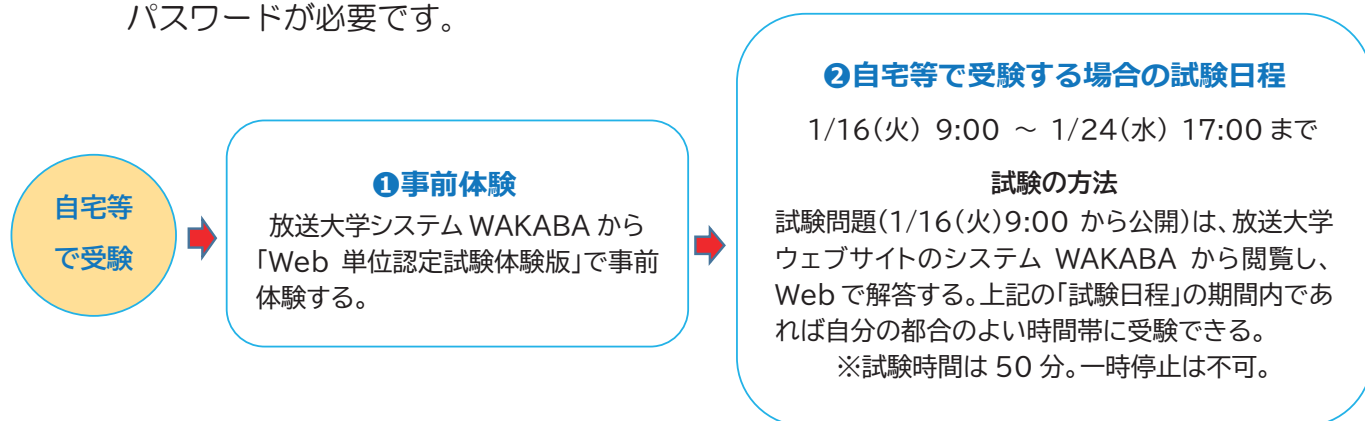 パスワードが必要です。
自宅等
で受験
❶事前体験
放送大学システム WAKABA から
「Web 単位認定試験体験版」で事前
体験する。
❷自宅等で受験する場合の試験日程
1/16(火) 9:00 ～ 1/24(水) 17:00 まで
試験の方法
試験問題(1/16(火)9:00 から公開)は、放送大学
ウェブサイトのシステム WAKABA から閲覧し、
Web で解答する。上記の「試験日程」の期間内であ
れば自分の都合のよい時間帯に受験できる。
※試験時間は 50 分。一時停止は不可。